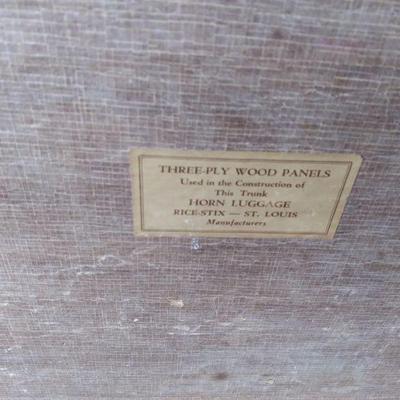 THREE-PLY WOOD PANELS
Used in the Construction of
This Trunk
HORN LUGGAGE
RICE-STIX — ST. LOUIS
Manufacturers